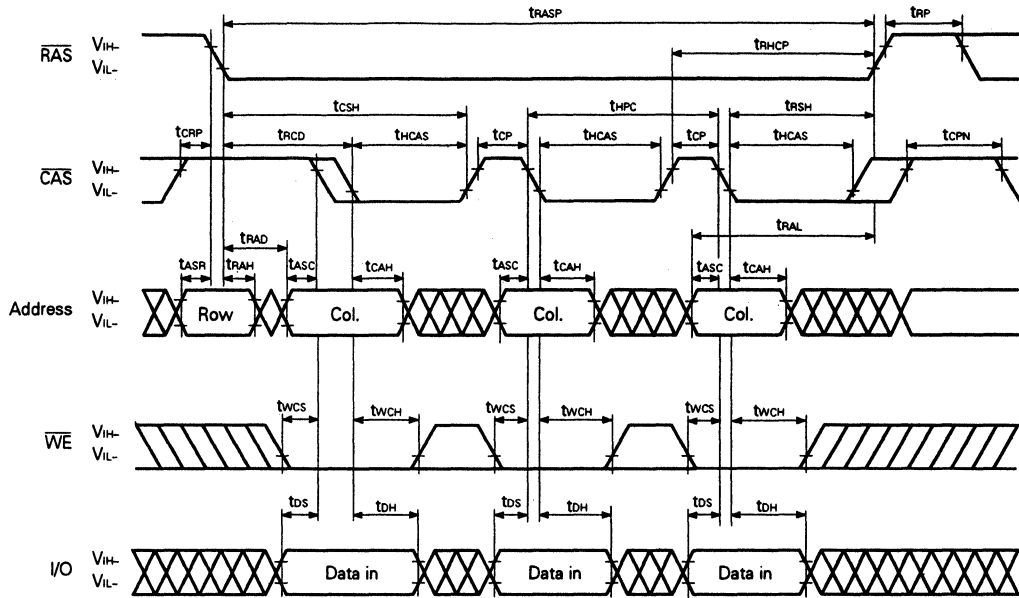 tRASP tRP
RAS VIH– VIL– tRHCP
tCSH tHPC tRSH
tCRP tRCD tHCAS tCP tHCAS tCP tHCAS tCPN
CAS VIH– VIL–
tRAD tRAL
tASR tRAH tASC tCAH tASC tCAH tASC tCAH
Address VIH– VIL– Row Col. Col. Col.
tWCS tWCH tWCS tWCH tWCS tWCH
WE VIH– VIL–
tDS tDH tDS tDH tDS tDH
I/O VIH– VIL– Data in Data in Data in